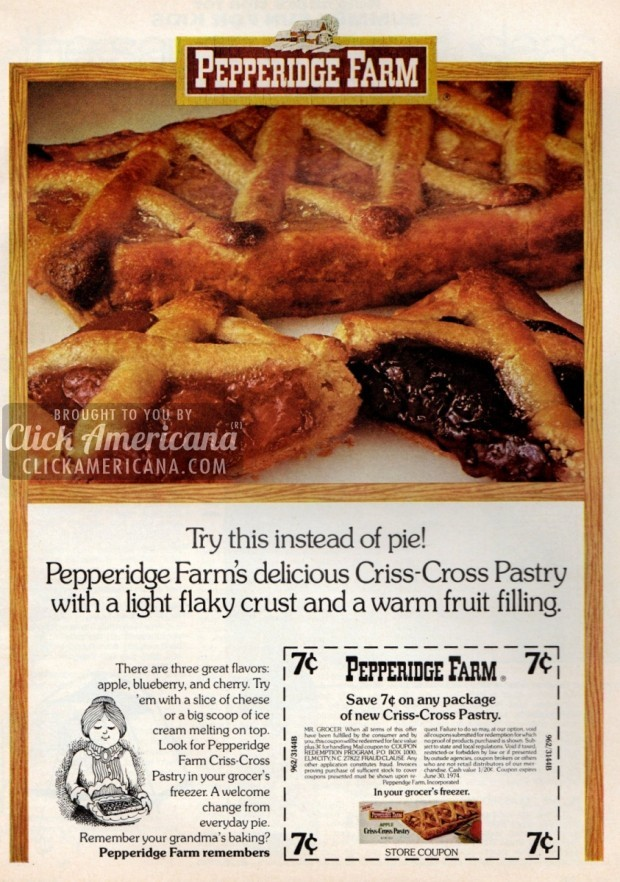 PEPPERIDGE FARM
BROUGHT TO YOU BY
Click Americana (R)
CLICKAMERICANA.COM
Try this instead of pie!
Pepperidge Farm's delicious Criss-Cross Pastry
with a light flaky crust and a warm fruit filling.
There are three great flavors:
apple, blueberry, and cherry. Try
'em with a slice of cheese
or a big scoop of ice
cream melting on top.
Look for Pepperidge
Farm Criss-Cross
Pastry in your grocer's
freezer. A welcome
change from
everyday pie.
Remember your grandma's baking?
Pepperidge Farm remembers
7¢ 7¢
PEPPERIDGE FARM®
Save 7¢ on any package
of new Criss-Cross Pastry.
962/3144B
MR. GROCER: When all terms of this offer
have been fulfilled by the consumer and by
you, this coupon will be redeemed for face value
plus 3¢ for handling. Mail coupon to: COUPON
REDEMPTION PROGRAM, P.O. BOX 1000,
ELM CITY, N.C. 27822. FRAUD CLAUSE: Any
other application constitutes fraud. Invoices
proving purchase of sufficient stock to cover
coupons presented must be shown upon re-
quest. Failure to do so may, at our option, void
all coupons submitted for redemption for which
no proof of products purchased is shown. Sub-
ject to state and local regulations. Void if taxed,
restricted or forbidden by law or if presented
by outside agencies, coupon brokers or others
who are not retail distributors of our mer-
chandise. Cash value 1/20¢. Coupon expires
June 30, 1974
Pepperidge Farm, Incorporated
962/3144B
In your grocer's freezer.
PEPPERIDGE FARM
APPLE
Criss-Cross Pastry
7¢ 7¢
STORE COUPON